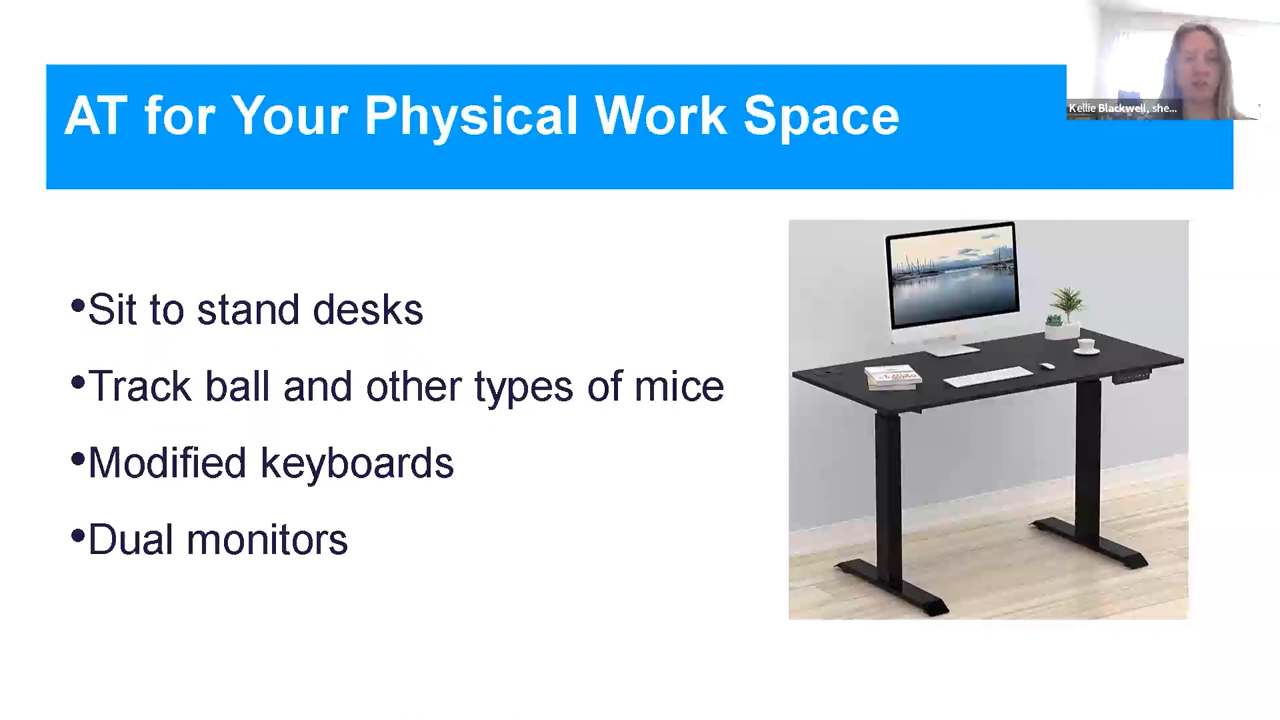 AT for Your Physical Work Space
Kellie Blackwell, she...
•Sit to stand desks
•Track ball and other types of mice
•Modified keyboards
•Dual monitors